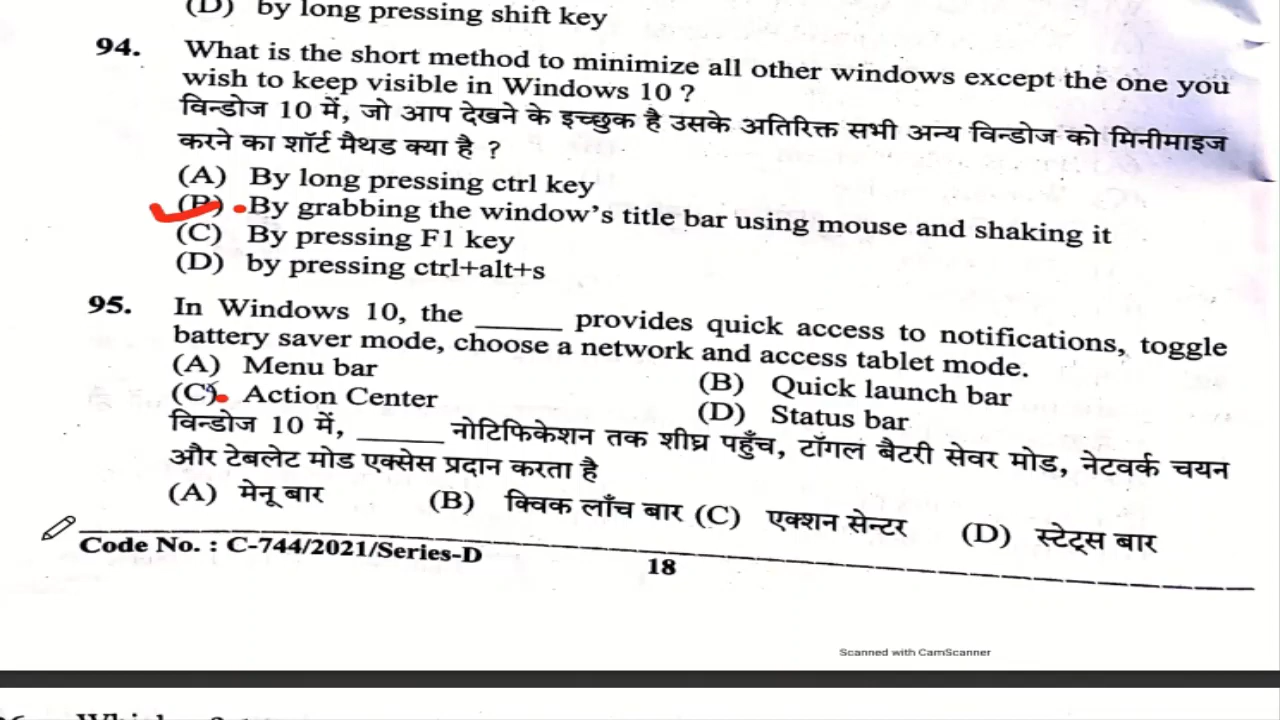 (D) by long pressing shift key
94. What is the short method to minimize all other windows except the one you
wish to keep visible in Windows 10 ?
विन्डोज 10 में, जो आप देखने के इच्छुक है उसके अतिरिक्त सभी अन्य विन्डोज को मिनीमाइज
करने का शॉर्ट मैथड क्या है ?
(A) By long pressing ctrl key
(B) By grabbing the window's title bar using mouse and shaking it
(C) By pressing F1 key
(D) by pressing ctrl+alt+s
95. In Windows 10, the ______ provides quick access to notifications, toggle
battery saver mode, choose a network and access tablet mode.
(A) Menu bar (B) Quick launch bar
(C) Action Center (D) Status bar
विन्डोज 10 में, ______ नोटिफिकेशन तक शीघ्र पहुँच, टॉगल बैटरी सेवर मोड, नेटवर्क चयन
और टेबलेट मोड एक्सेस प्रदान करता है
(A) मेनू बार (B) क्विक लाँच बार (C) एक्शन सेन्टर (D) स्टेट्स बार
Code No. : C-744/2021/Series-D
18
Scanned with CamScanner